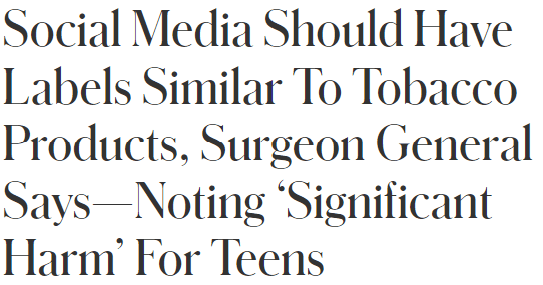 Social Media Should Have
Labels Similar To Tobacco
Products, Surgeon General
Says—Noting ‘Significant
Harm’ For Teens